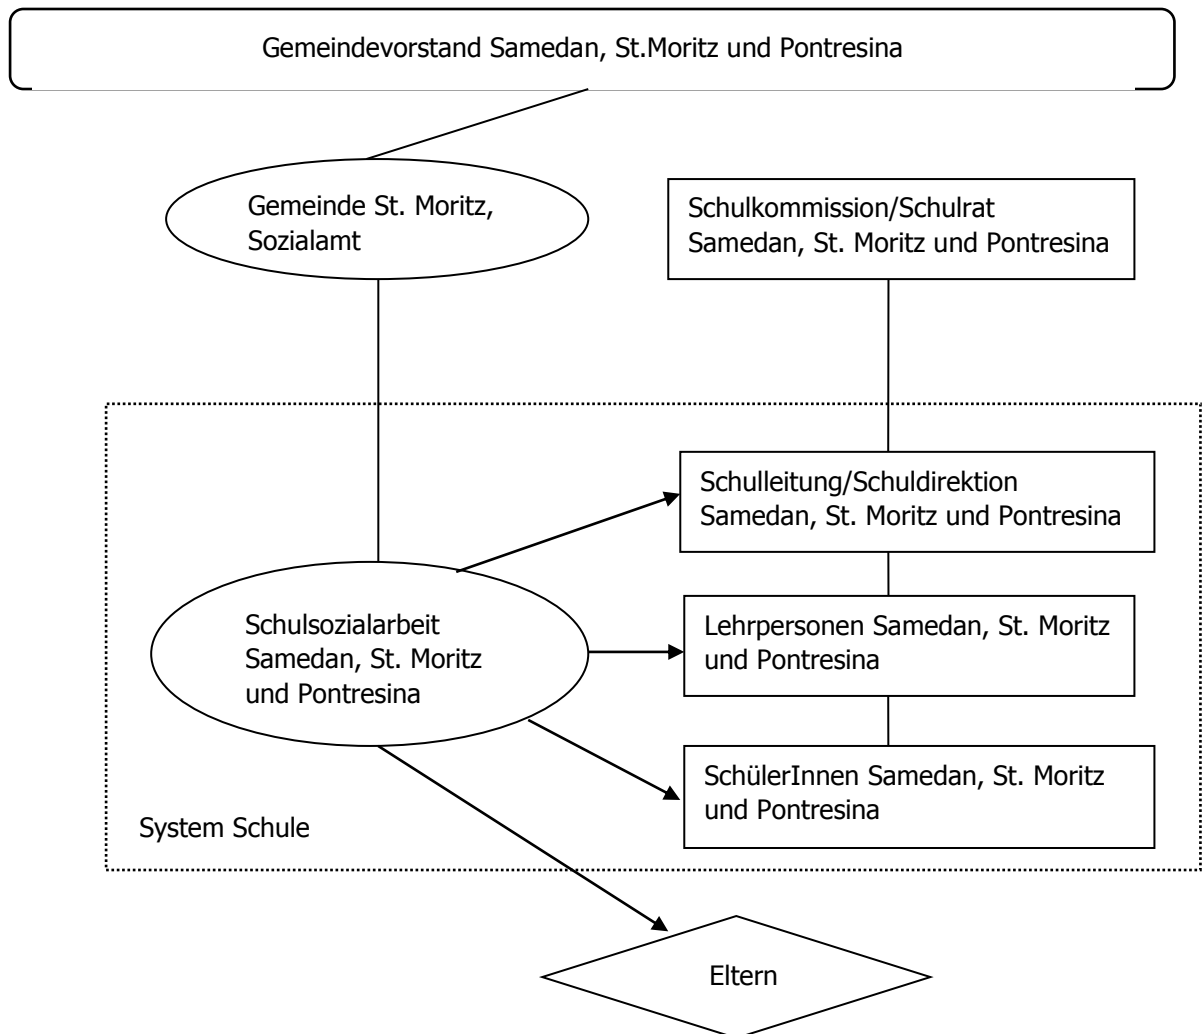 Gemeindevorstand Samedan, St.Moritz und Pontresina
Gemeinde St. Moritz,
Sozialamt
Schulkommission/Schulrat
Samedan, St. Moritz und Pontresina
Schulleitung/Schuldirektion
Samedan, St. Moritz und Pontresina
Schulsozialarbeit
Samedan, St. Moritz
und Pontresina
Lehrpersonen Samedan, St. Moritz
und Pontresina
SchülerInnen Samedan, St. Moritz
und Pontresina
System Schule
Eltern